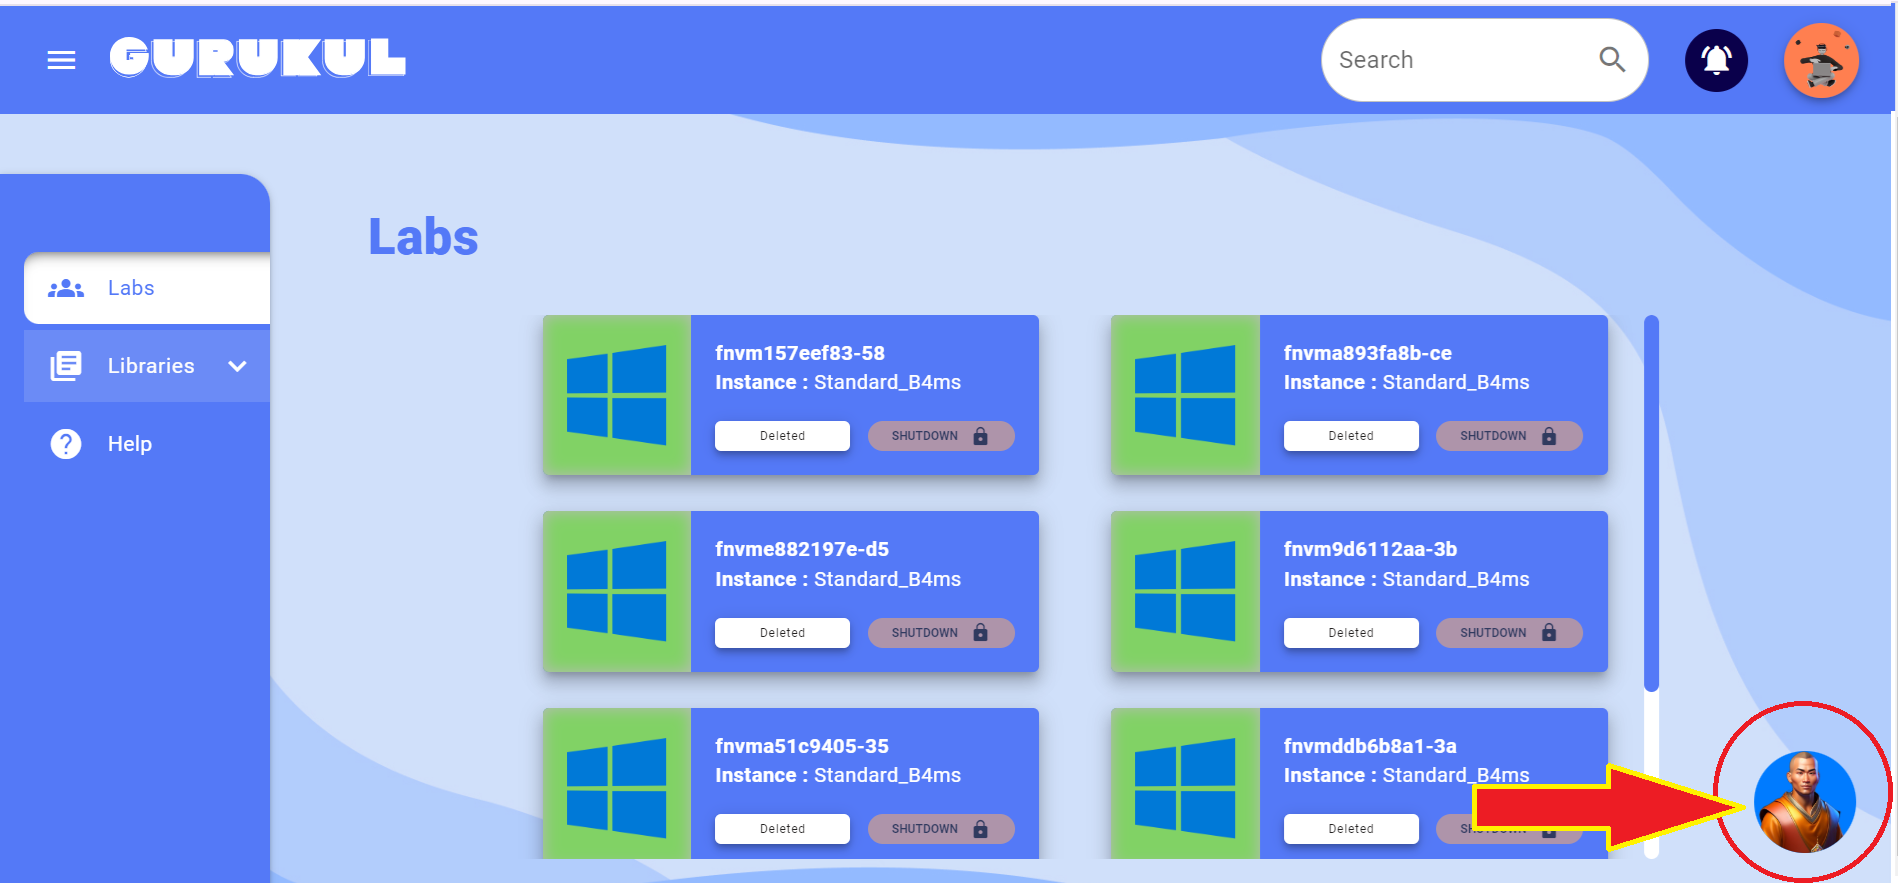 GURUKUL
Search
Labs
Libraries
Help
Labs
fnvm157eef83-58
Instance : Standard_B4ms
Deleted SHUTDOWN
fnvma893fa8b-ce
Instance : Standard_B4ms
Deleted SHUTDOWN
fnvme882197e-d5
Instance : Standard_B4ms
Deleted SHUTDOWN
fnvm9d6112aa-3b
Instance : Standard_B4ms
Deleted SHUTDOWN
fnvma51c9405-35
Instance : Standard_B4ms
Deleted SHUTDOWN
fnvmddb6b8a1-3a
Instance : Standard_B4ms
Deleted SHUTDOWN